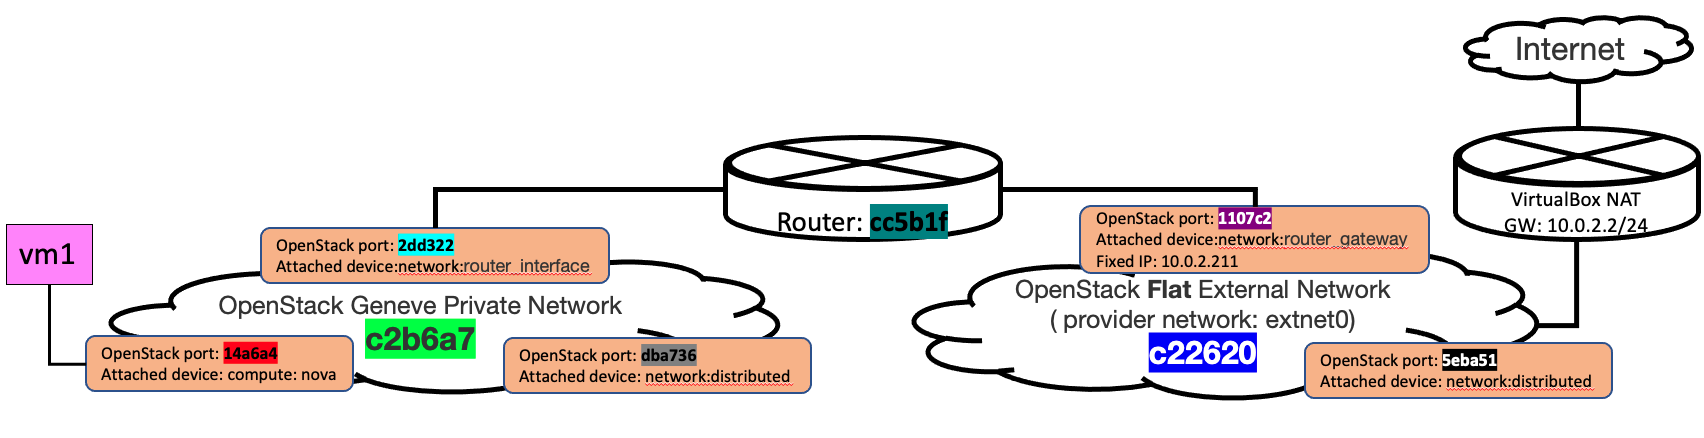 Internet
VirtualBox NAT
GW: 10.0.2.2/24
Router: cc5b1f
OpenStack port: 1107c2
Attached device:network:router_gateway
Fixed IP: 10.0.2.211
OpenStack port: 2dd322
Attached device:network:router_interface
vm1
OpenStack Geneve Private Network
c2b6a7
OpenStack port: 14a6a4
Attached device: compute: nova
OpenStack port: dba736
Attached device: network:distributed
OpenStack Flat External Network
( provider network: extnet0)
c22620
OpenStack port: 5eba51
Attached device: network:distributed